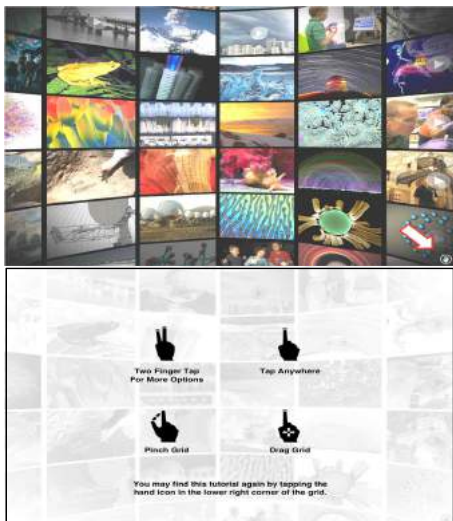 Two Finger Tap
For More Options
Tap Anywhere
Pinch Grid
Drag Grid
You may find this tutorial again by tapping the
hand icon in the lower right corner of the grid.